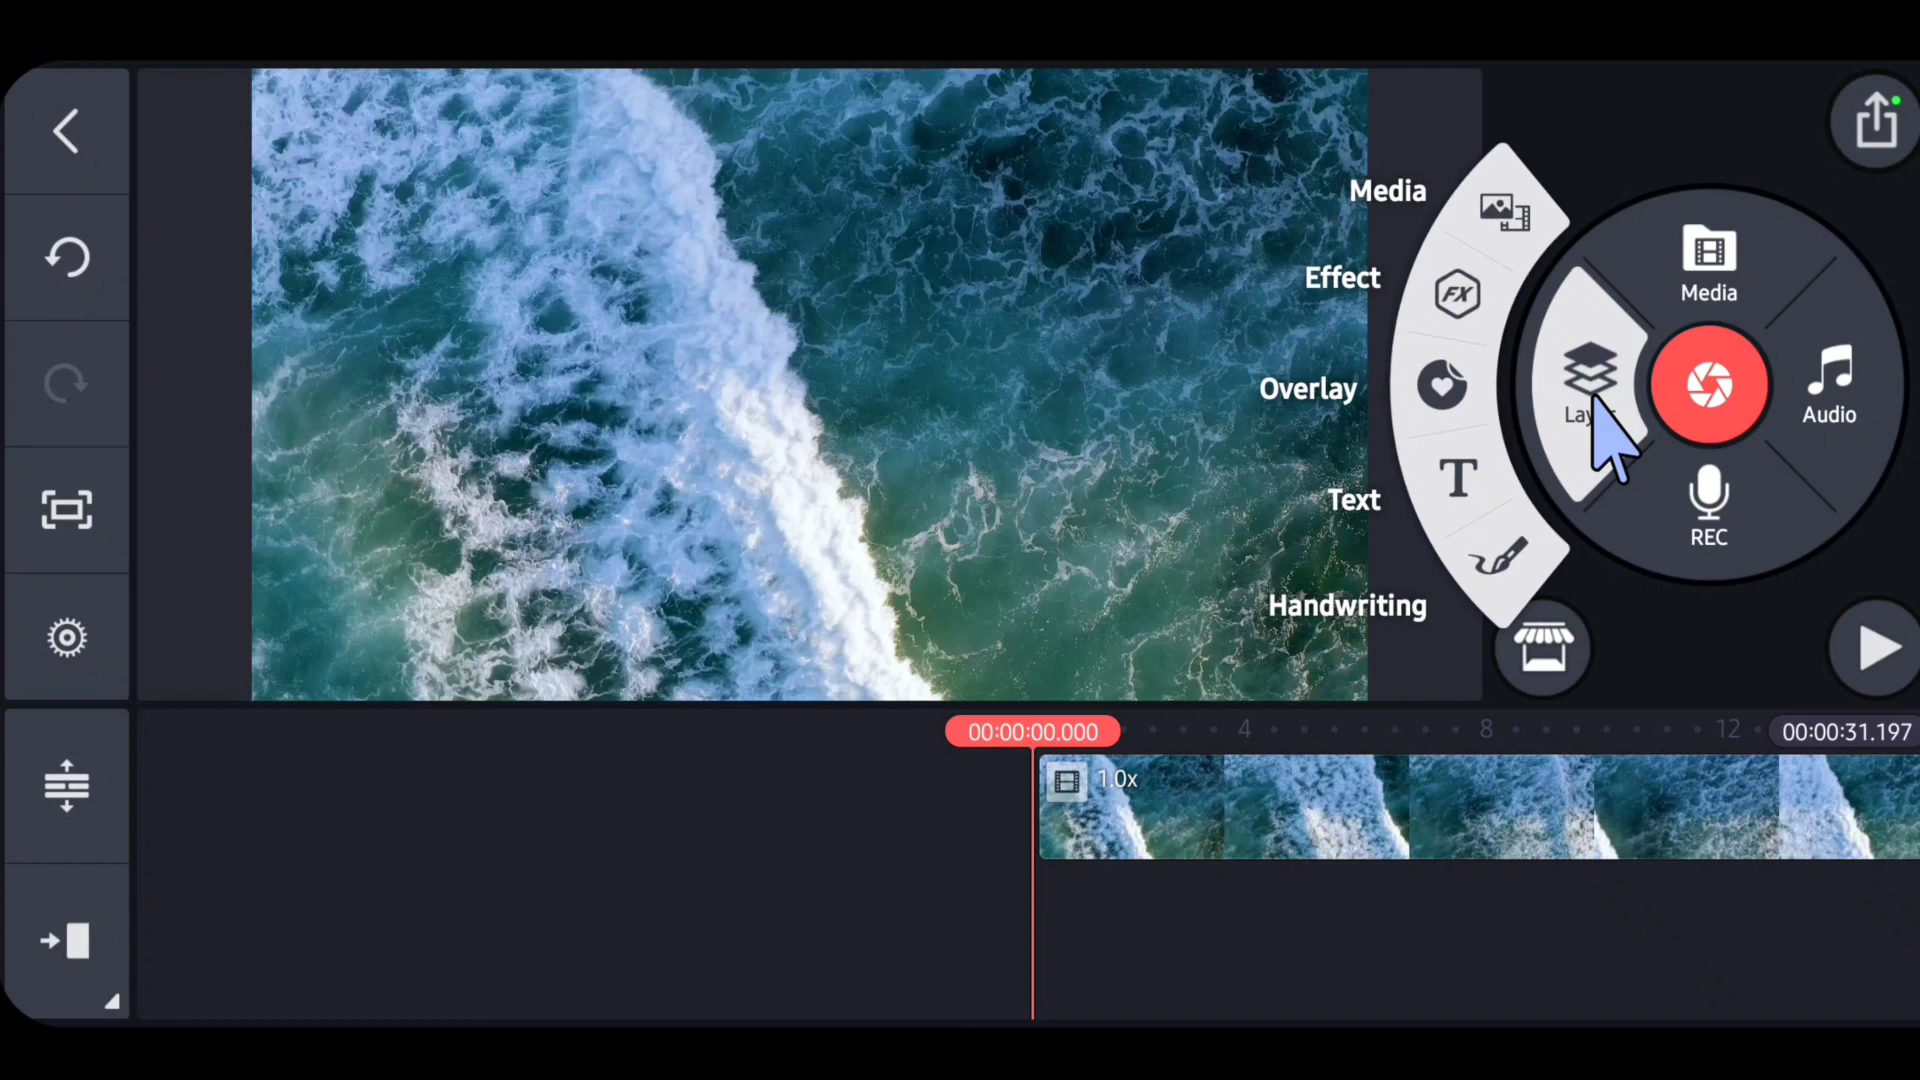 Media
Effect
Overlay
Text
Handwriting
FX
T
Media
Audio
REC
00:00:00.000
4
8
12
00:00:31.197
1.0x